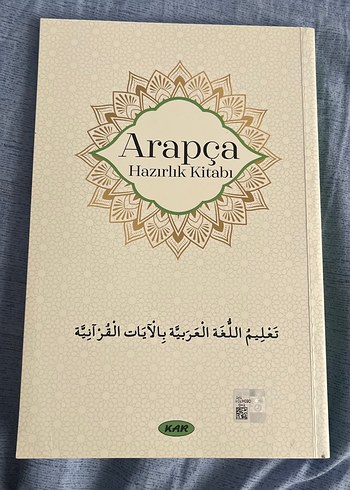 Arapça
Hazırlık Kitabı
تَعْلِيمُ اللُّغَة الْعَرَبِيَّة بِالْآيَات الْقُرْآنِيَّة
KAR